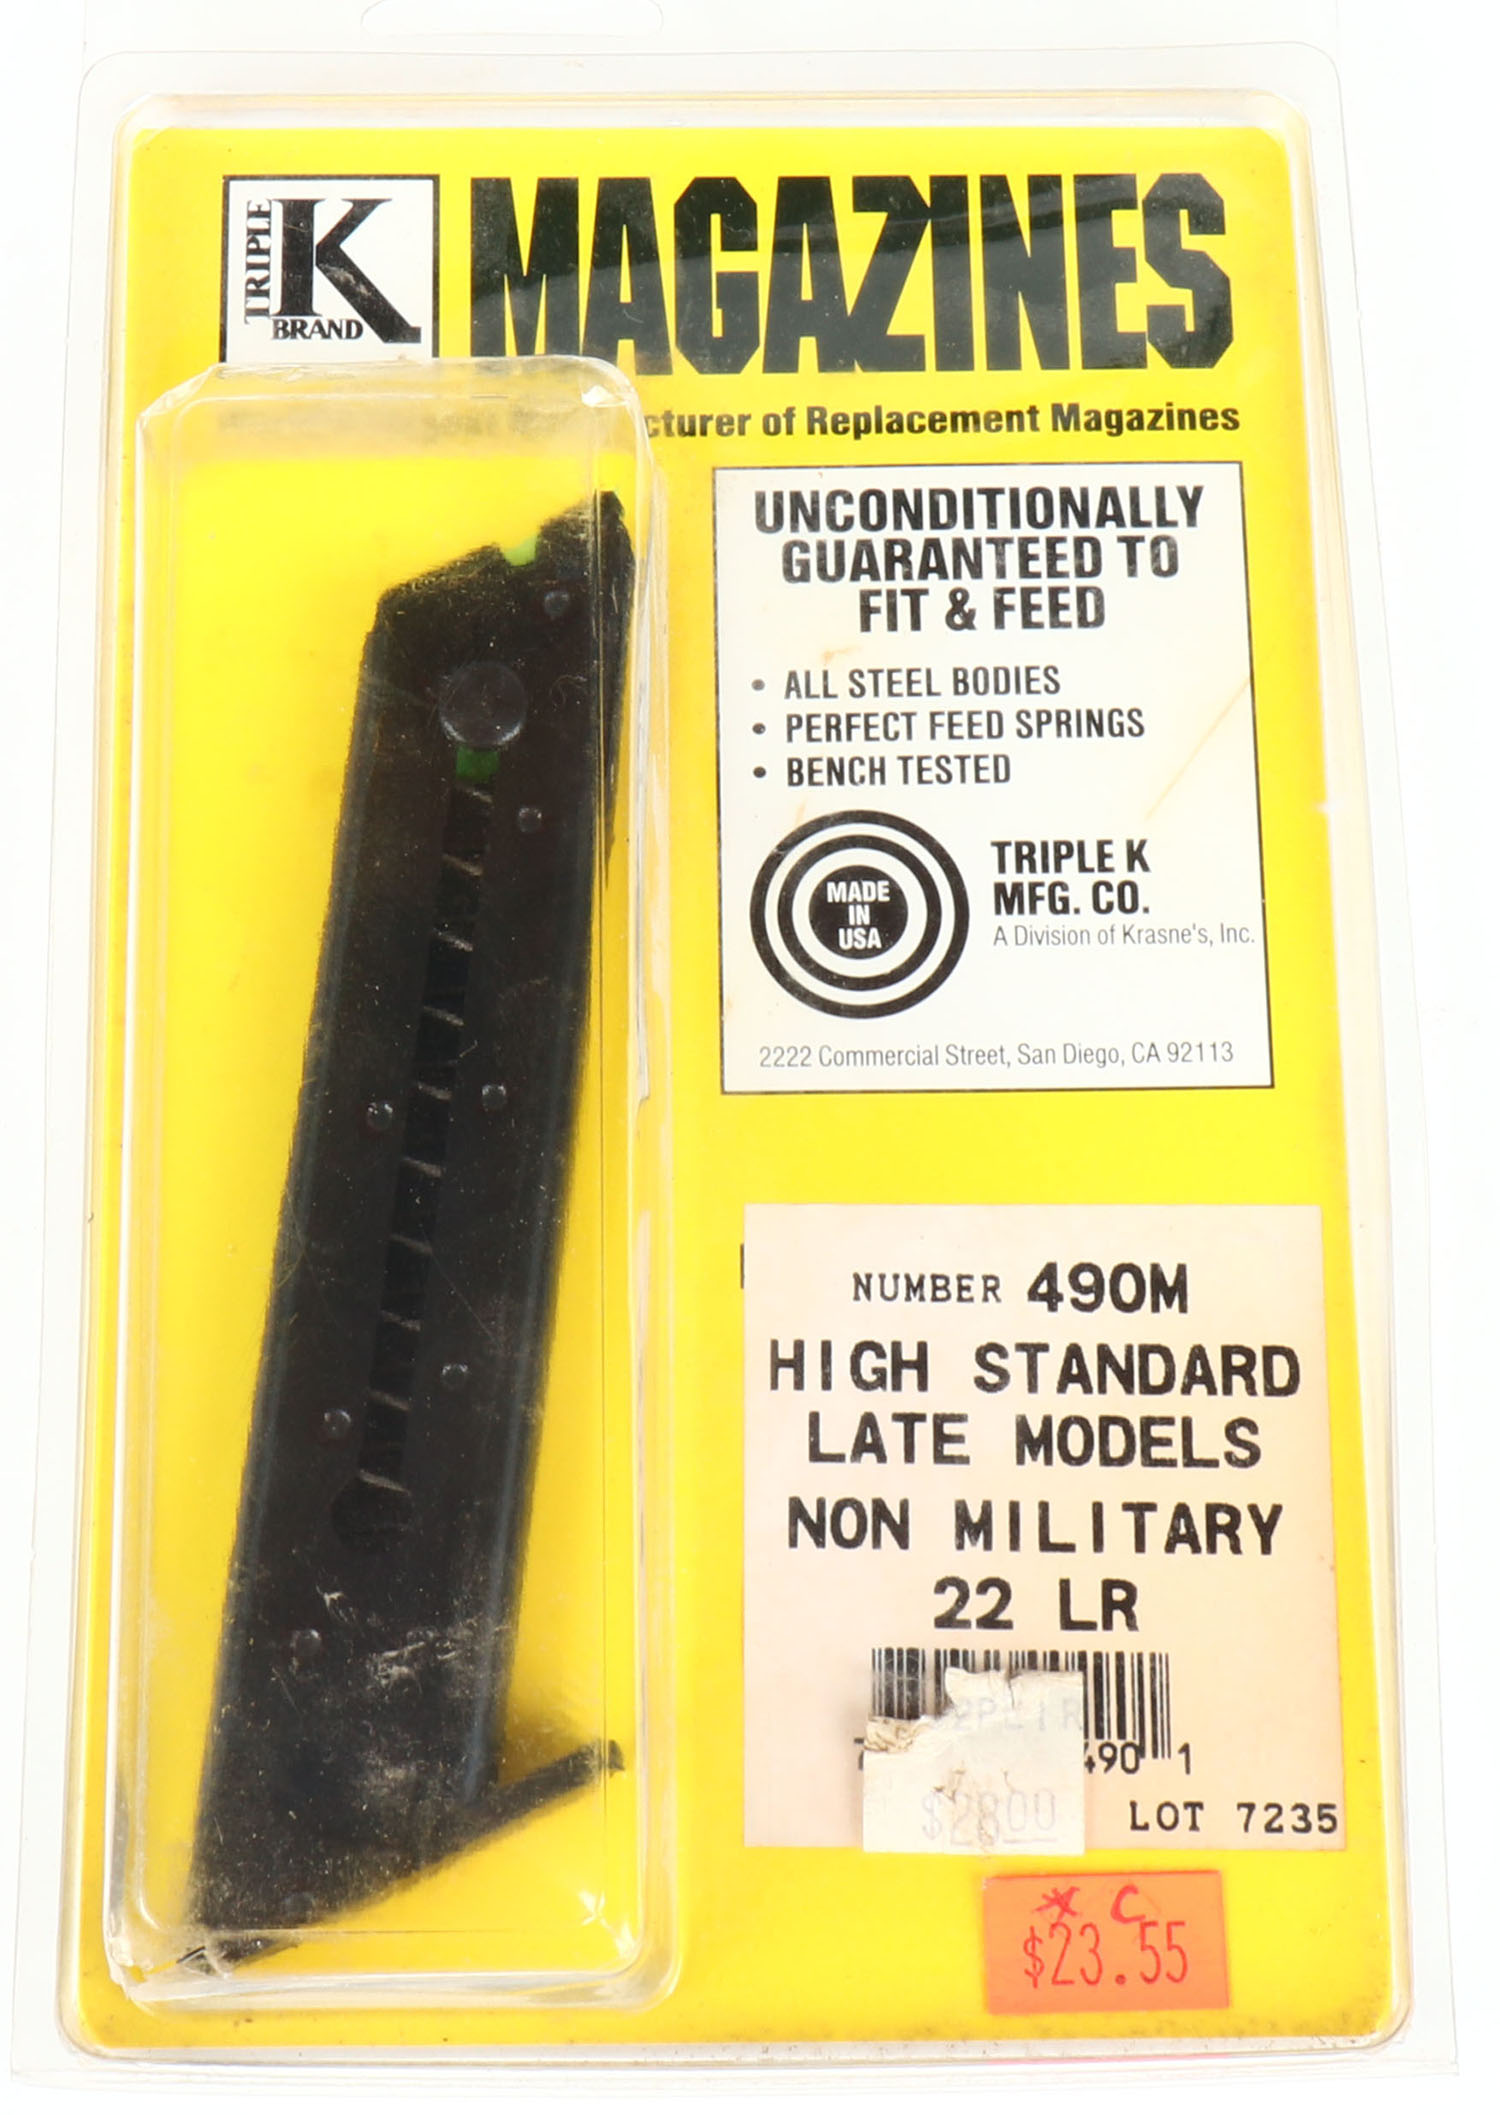 TRIPLE K BRAND
MAGAZINES
of Replacement Magazines
UNCONDITIONALLY
GUARANTEED TO
FIT & FEED
• ALL STEEL BODIES
• PERFECT FEED SPRINGS
• BENCH TESTED
MADE
IN
USA
TRIPLE K
MFG. CO.
A Division of Krasne's, Inc.
2222 Commercial Street, San Diego, CA 92113
NUMBER 490M
HIGH STANDARD
LATE MODELS
NON MILITARY
22 LR
490 1
$28.00
LOT 7235
* C
$23.55